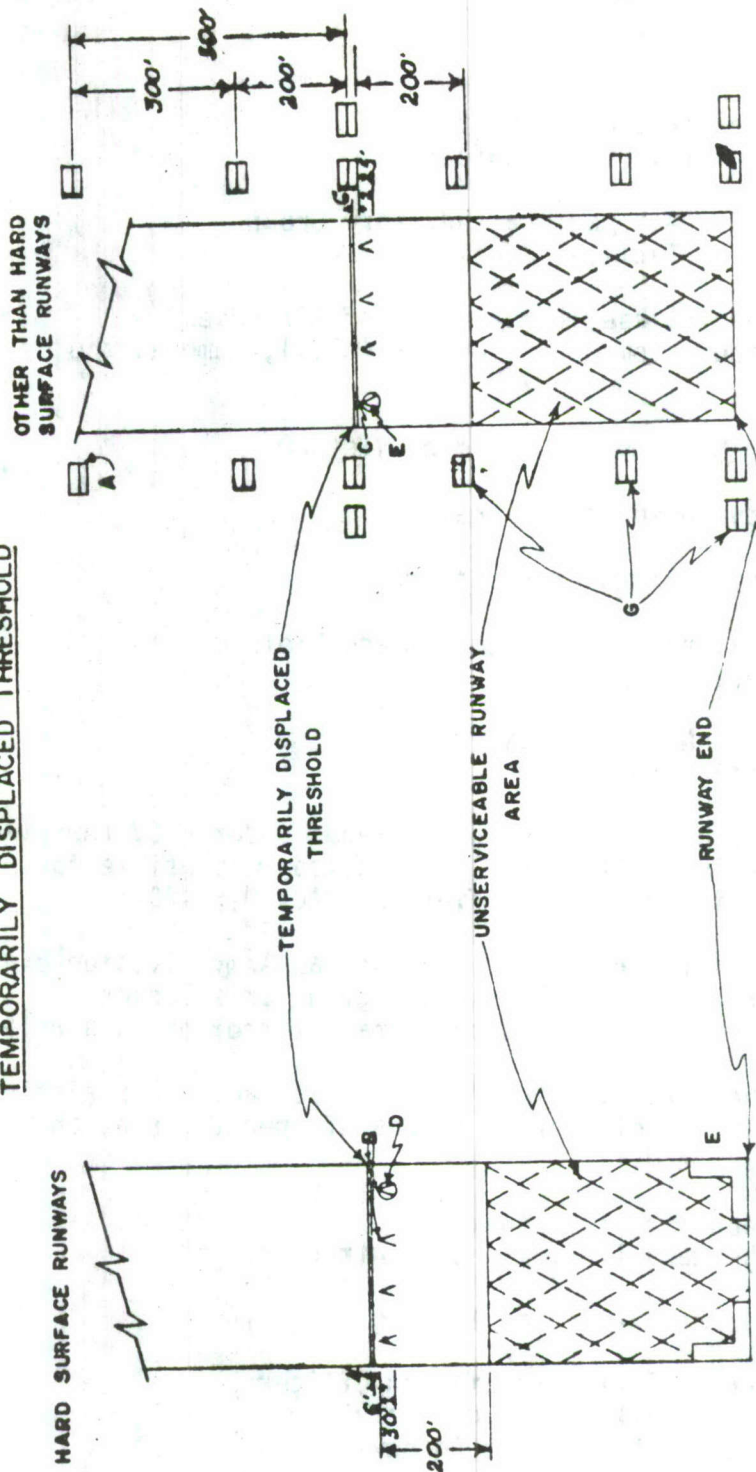 TEMPORARILY DISPLACED THRESHOLD
HARD SURFACE RUNWAYS
OTHER THAN HARD
SURFACE RUNWAYS
300'
200'
200'
A
C
E
G
B
D
6'
30'
200'
E
TEMPORARILY DISPLACED
THRESHOLD
UNSERVICEABLE RUNWAY
AREA
RUNWAY END